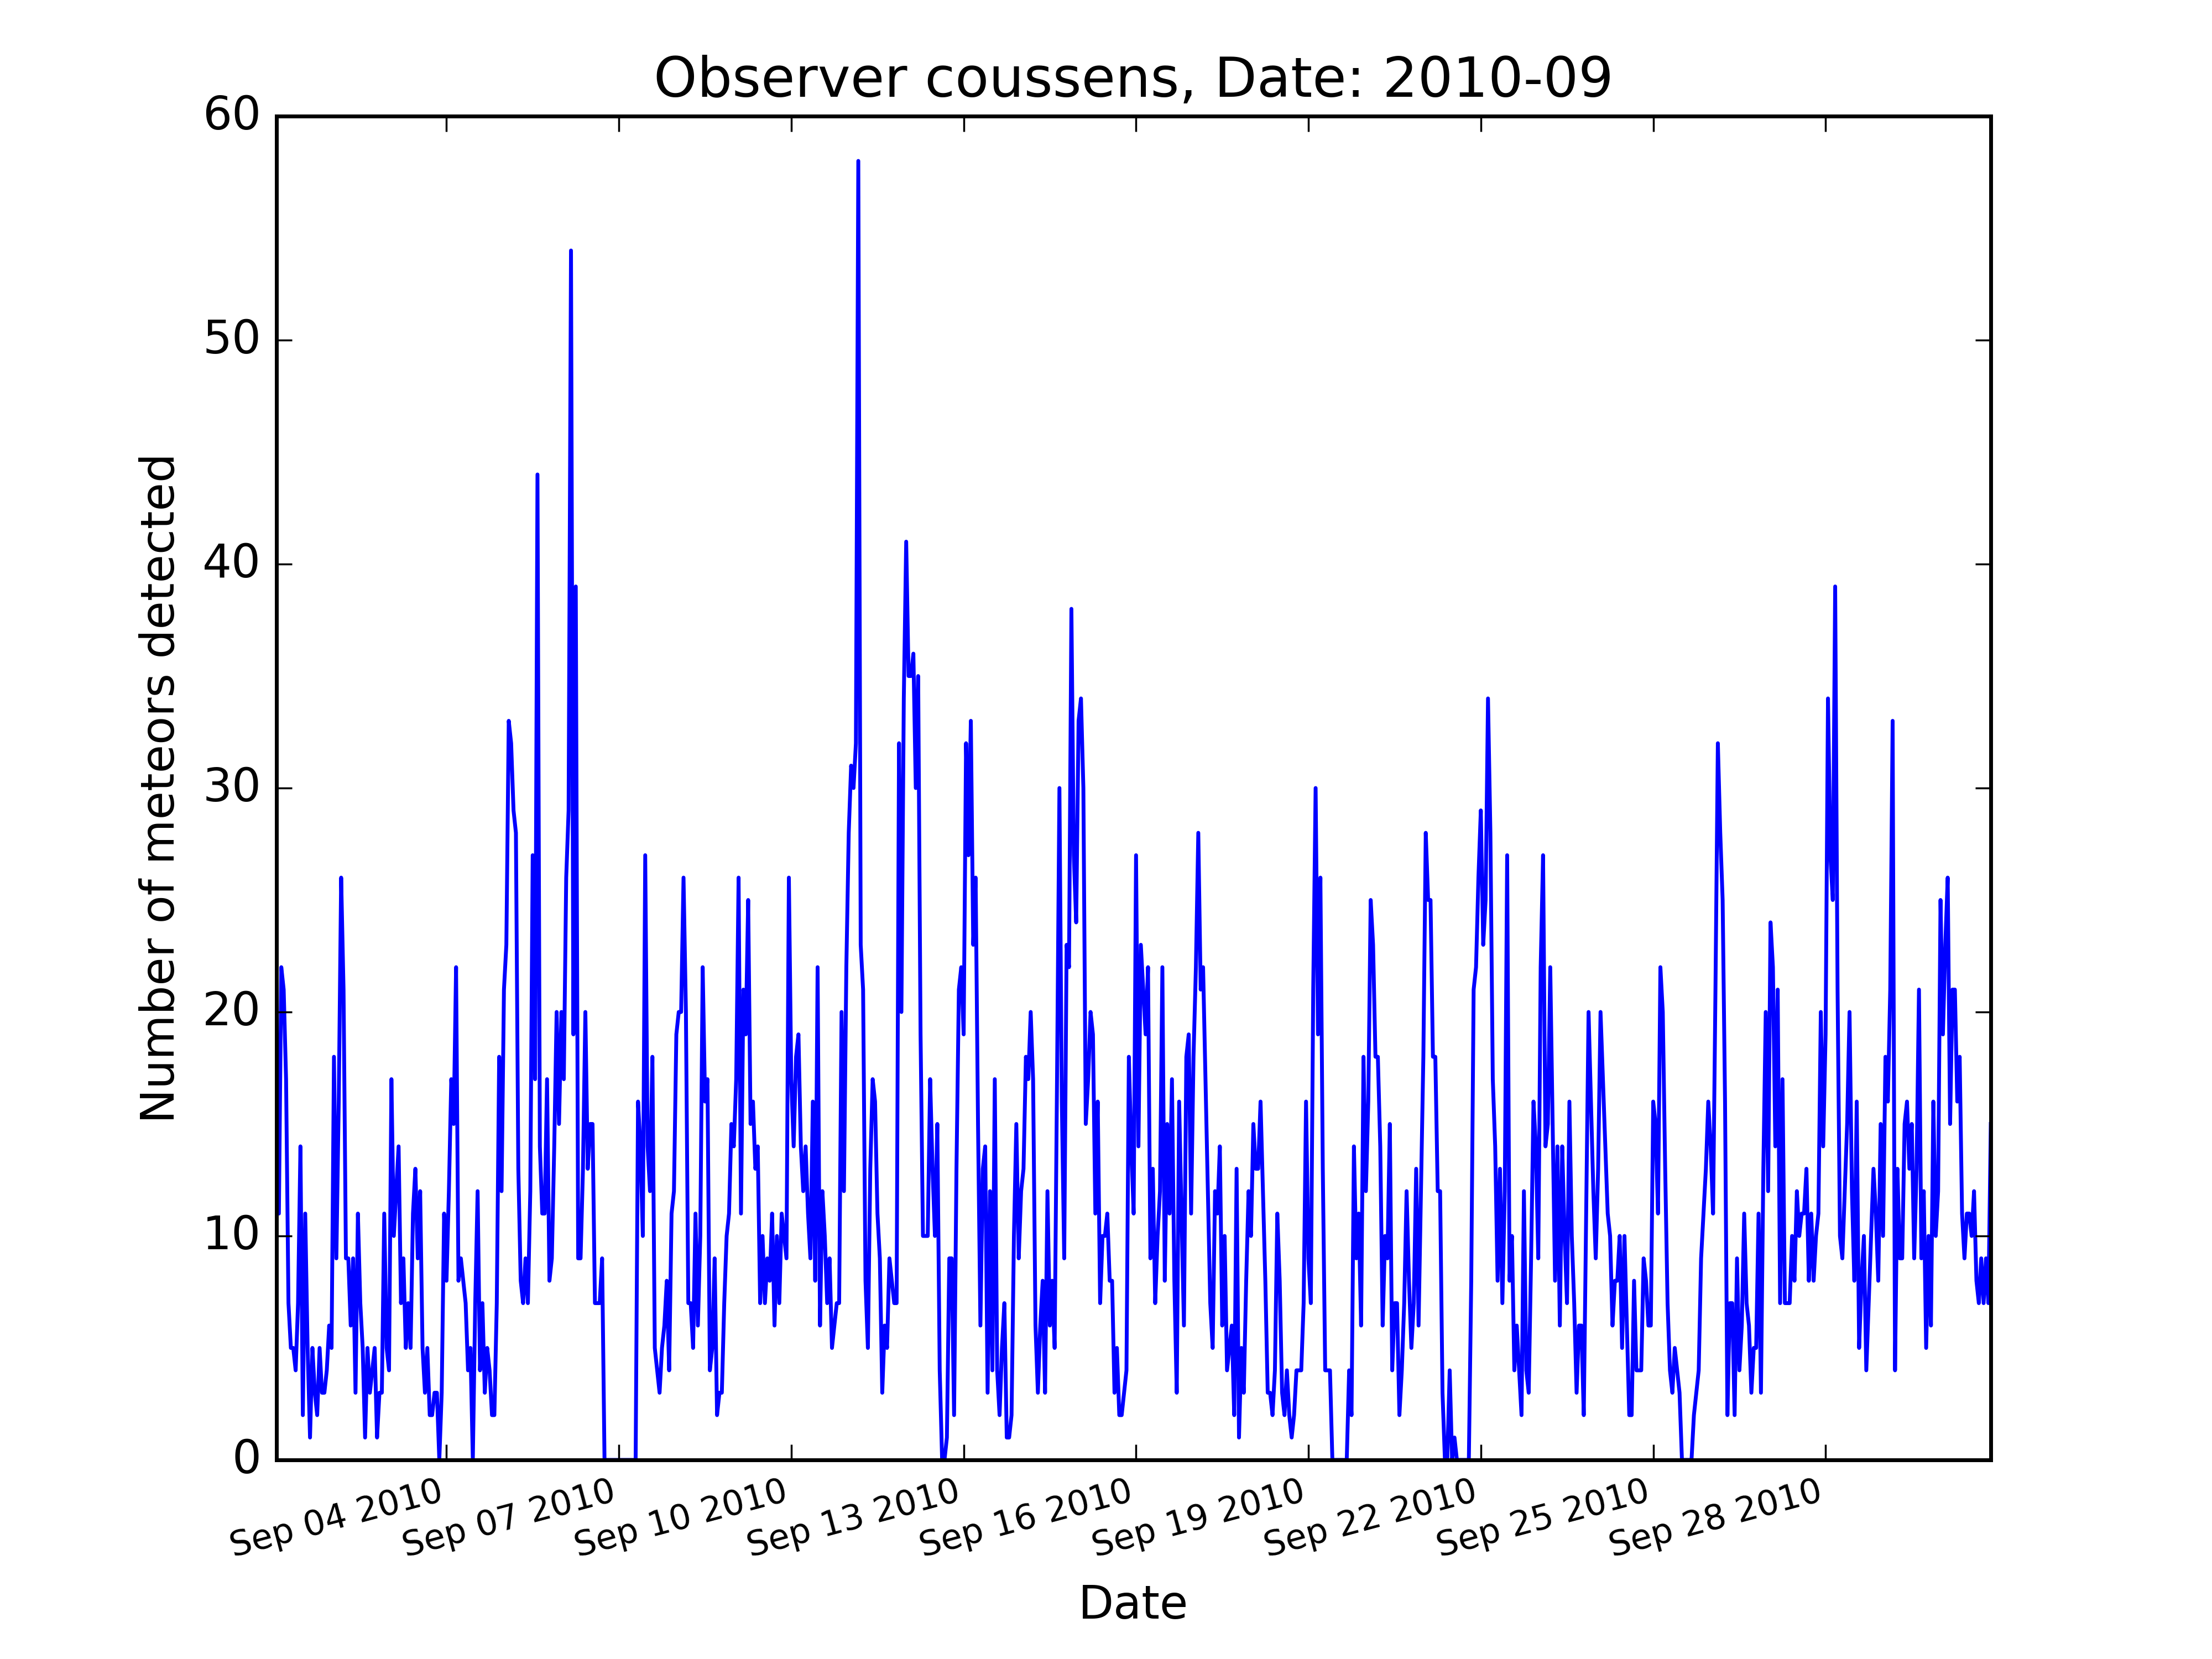 Observer coussens, Date: 2010-09
60
50
40
30
20
10
0
Number of meteors detected
Sep 04 2010
Sep 07 2010
Sep 10 2010
Sep 13 2010
Sep 16 2010
Sep 19 2010
Sep 22 2010
Sep 25 2010
Sep 28 2010
Date